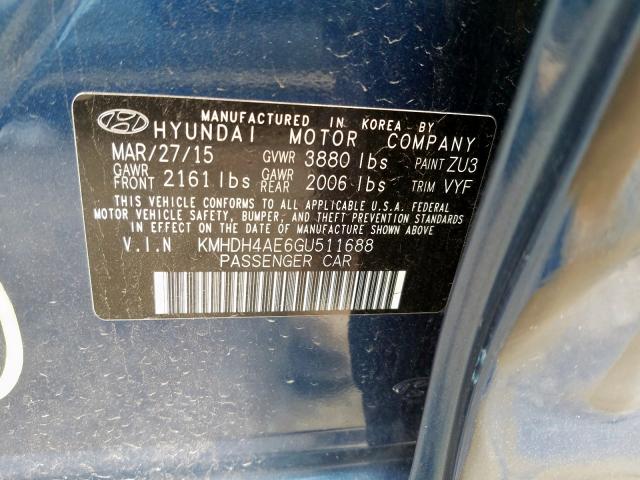 MANUFACTURED IN KOREA BY
HYUNDAI MOTOR COMPANY
MAR/27/15 GVWR 3880 lbs PAINT ZU3
GAWR FRONT 2161 lbs GAWR REAR 2006 lbs TRIM VYF
THIS VEHICLE CONFORMS TO ALL APPLICABLE U.S.A. FEDERAL
MOTOR VEHICLE SAFETY, BUMPER, AND THEFT PREVENTION STANDARDS
IN EFFECT ON THE DATE OF MANUFACTURE SHOWN ABOVE.
V.I.N KMHDH4AE6GU511688
PASSENGER CAR